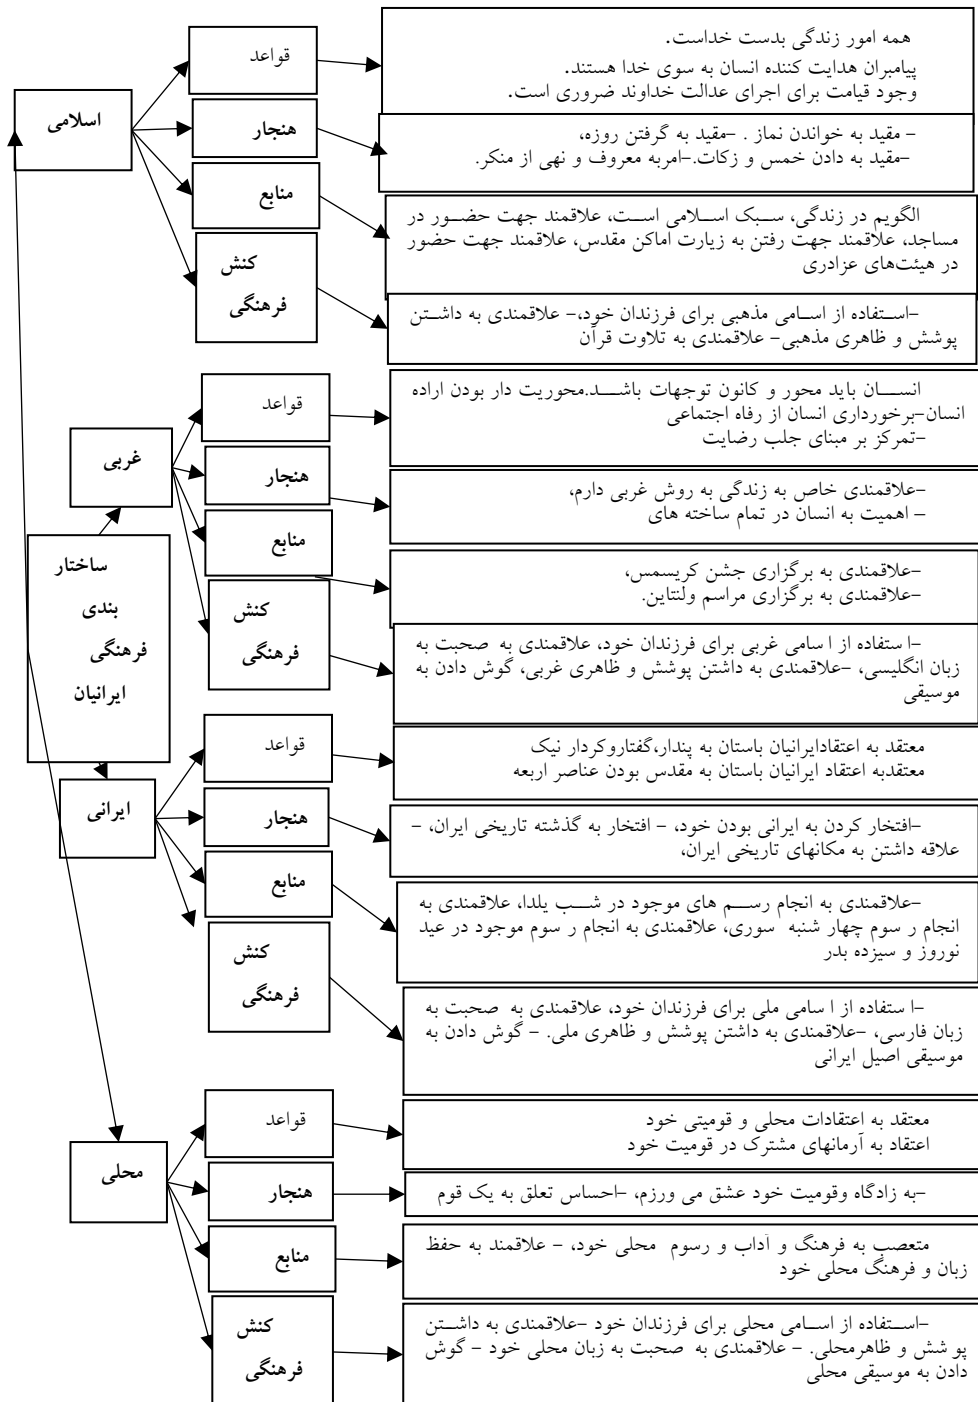 همه امور زندگی بدست خداست.
پیامبران هدایت کننده انسان به سوی خدا هستند.
وجود قیامت برای اجرای عدالت خداوند ضروری است.
قواعد
اسلامی
هنجار
– مقید به خواندن نماز . –مقید به گرفتن روزه،
–مقید به دادن خمس و زکات.–امربه معروف و نهی از منکر.
منابع
الگویم در زندگی، سبک اسلامی است، علاقمند جهت حضور در
مساجد، علاقمند جهت رفتن به زیارت اماکن مقدس، علاقمند جهت حضور
در هیئت‌های عزاداری
کنش
فرهنگی
–استفاده از اسامی مذهبی برای فرزندان خود،– علاقمندی به داشتن
پوشش و ظاهری مذهبی– علاقمندی به تلاوت قرآن
غربی
قواعد
انسان باید محور و کانون توجهات باشد.محوریت دار بودن اراده
انسان–برخورداری انسان از رفاه اجتماعی
–تمرکز بر مبنای جلب رضایت
هنجار
–علاقمندی خاص به زندگی به روش غربی دارم،
– اهمیت به انسان در تمام ساخته های
منابع
–علاقمندی به برگزاری جشن کریسمس،
–علاقمندی به برگزاری مراسم ولنتاین.
کنش
فرهنگی
–ا ستفاده از ا سامی غربی برای فرزندان خود، علاقمندی به صحبت به
زبان انگلیسی، –علاقمندی به داشتن پوشش و ظاهری غربی، گوش دادن به
موسیقی
ساختار
بندی
فرهنگی
ایرانیان
ایرانی
قواعد
معتقد به اعتقادایرانیان باستان به پندار،گفتاروکردار نیک
معتقدبه اعتقاد ایرانیان باستان به مقدس بودن عناصر اربعه
هنجار
–افتخار کردن به ایرانی بودن خود، – افتخار به گذشته تاریخی ایران، –
علاقه داشتن به مکانهای تاریخی ایران،
منابع
–علاقمندی به انجام رسم های موجود در شب یلدا، علاقمندی به
انجام ر سوم چهار شنبه سوری، علاقمندی به انجام ر سوم موجود در عید
نوروز و سیزده بدر
کنش
فرهنگی
–ا ستفاده از ا سامی ملی برای فرزندان خود، علاقمندی به صحبت به
زبان فارسی، –علاقمندی به داشتن پوشش و ظاهری ملی. – گوش دادن به
موسیقی اصیل ایرانی
محلی
قواعد
معتقد به اعتقادات محلی و قومیتی خود
اعتقاد به آرمانهای مشترک در قومیت خود
هنجار
–به زادگاه وقومیت خود عشق می ورزم، –احساس تعلق به یک قوم
منابع
متعصب به فرهنگ و آداب و رسوم محلی خود، – علاقمند به حفظ
زبان و فرهنگ محلی خود
کنش
فرهنگی
–استفاده از اسامی محلی برای فرزندان خود –علاقمندی به داشتن
پو شش و ظاهرمحلی. – علاقمندی به صحبت به زبان محلی خود – گوش
دادن به موسیقی محلی